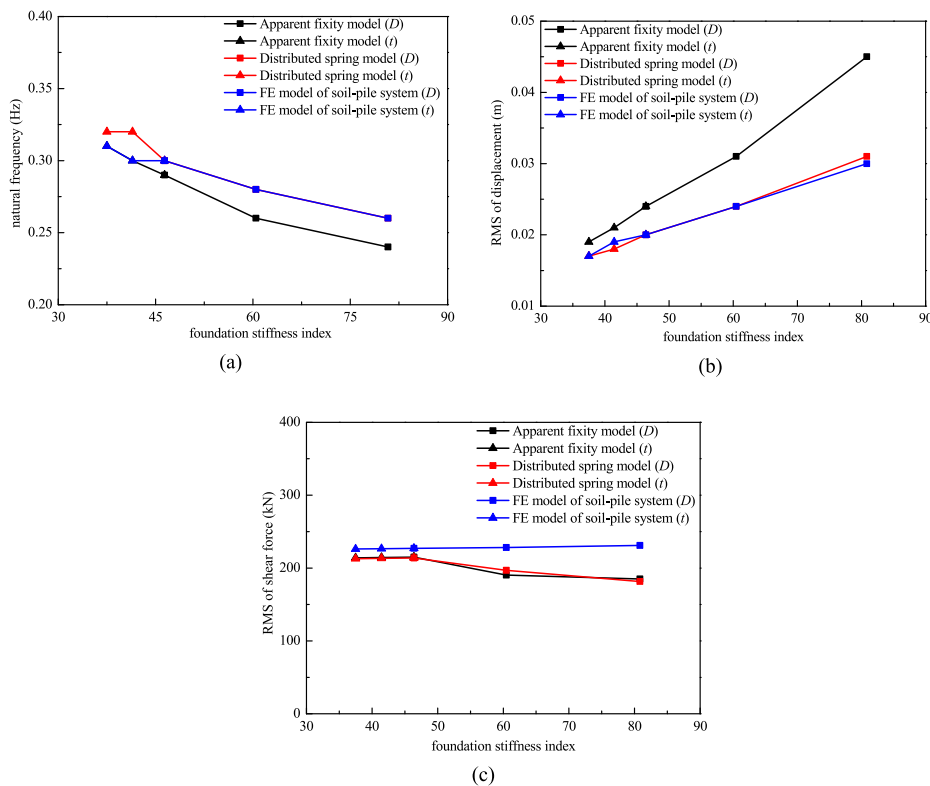 (a)
0.40
0.35
0.30
0.25
0.20
natural frequency (Hz)
30
45
60
75
90
foundation stiffness index
Apparent fixity model (D)
Apparent fixity model (t)
Distributed spring model (D)
Distributed spring model (t)
FE model of soil-pile system (D)
FE model of soil-pile system (t)
(b)
0.05
0.04
0.03
0.02
0.01
RMS of displacement (m)
30
40
50
60
70
80
90
foundation stiffness index
Apparent fixity model (D)
Apparent fixity model (t)
Distributed spring model (D)
Distributed spring model (t)
FE model of soil-pile system (D)
FE model of soil-pile system (t)
400
300
200
100
0
RMS of shear force (kN)
30
40
50
60
70
80
90
foundation stiffness index
Apparent fixity model (D)
Apparent fixity model (t)
Distributed spring model (D)
Distributed spring model (t)
FE model of soil-pile system (D)
FE model of soil-pile system (t)
(c)